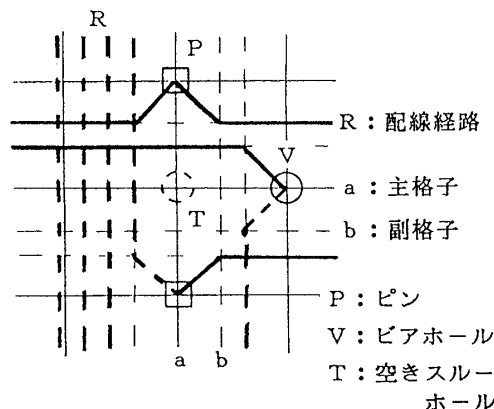 R
P
R：配線経路
V
a：主格子
T
b：副格子
P：ピン
a b
V：ビアホール
T：空きスルー
ホール